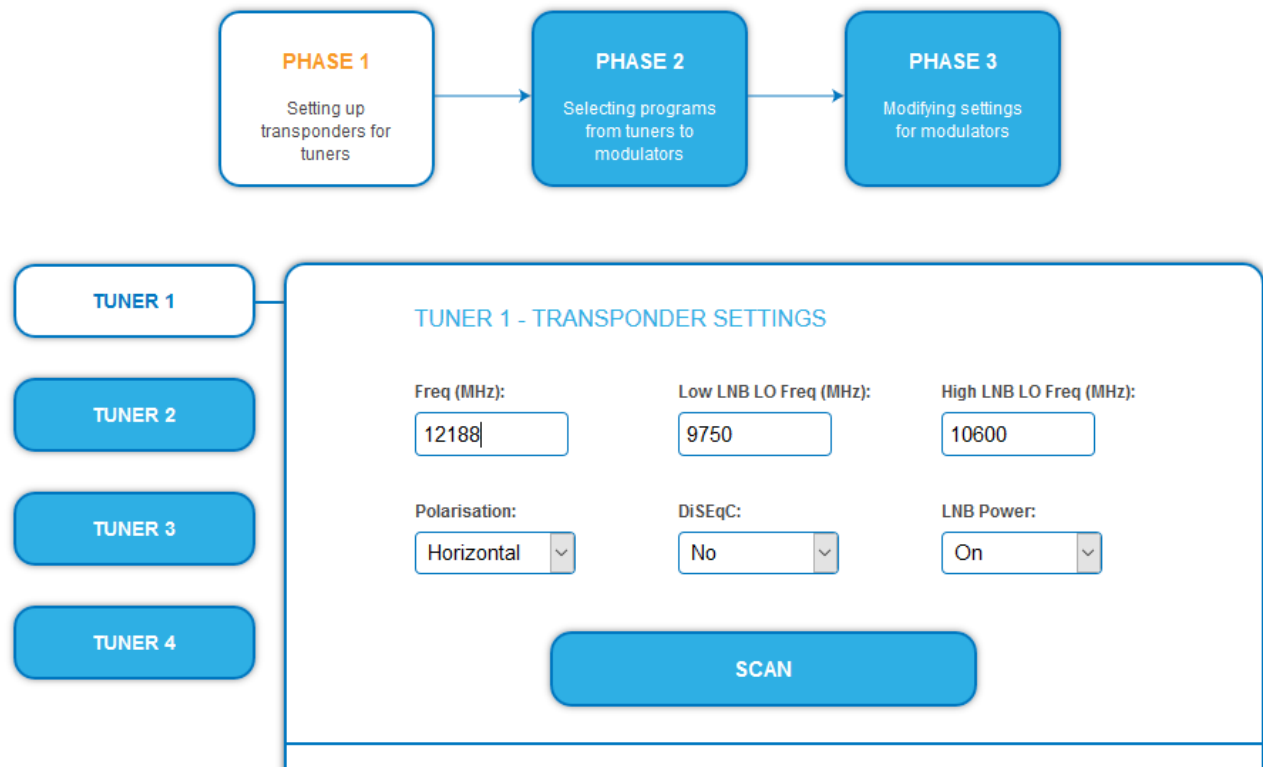 PHASE 1
Setting up
transponders for
tuners
PHASE 2
Selecting programs
from tuners to
modulators
PHASE 3
Modifying settings
for modulators
TUNER 1
TUNER 2
TUNER 3
TUNER 4
TUNER 1 - TRANSPONDER SETTINGS
Freq (MHz):
Low LNB LO Freq (MHz):
High LNB LO Freq (MHz):
12188
9750
10600
Polarisation:
DiSEqC:
LNB Power:
Horizontal
No
On
SCAN